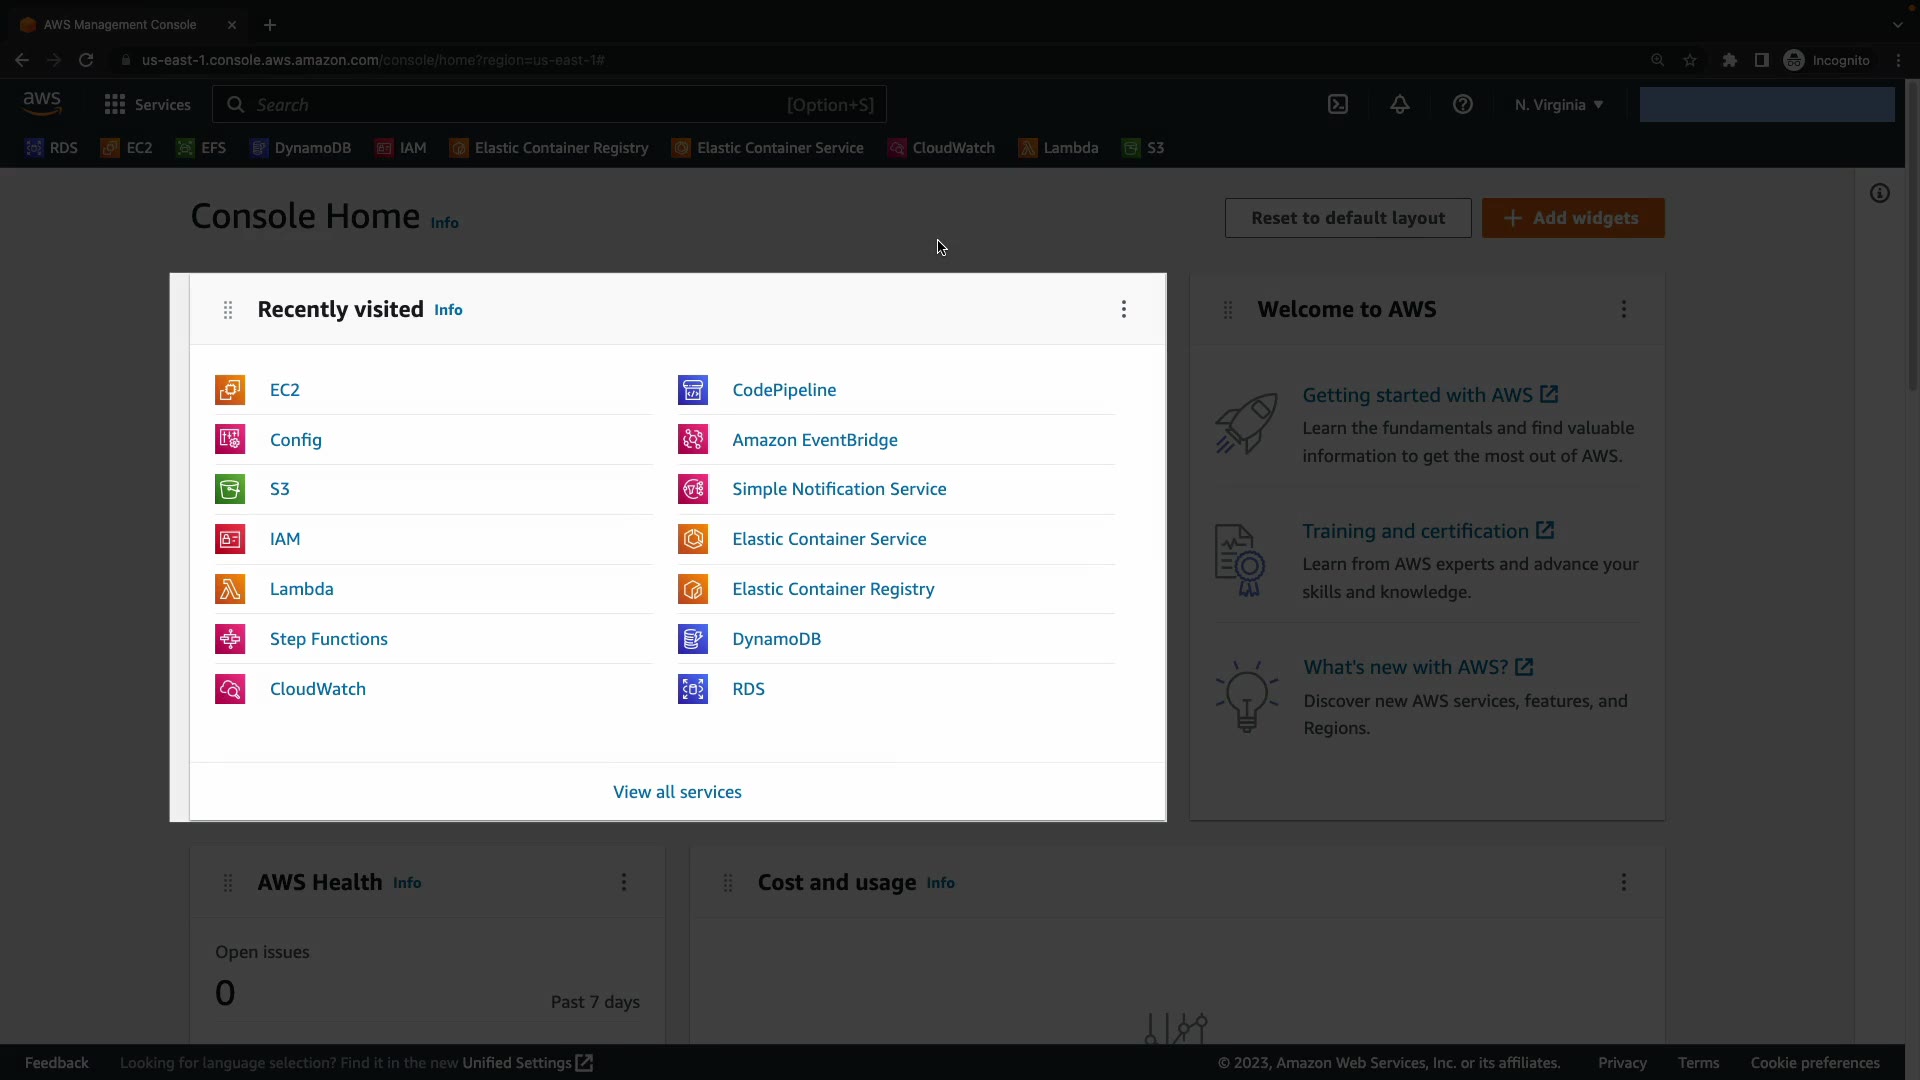 AWS Management Console
us-east-1.console.aws.amazon.com/console/home?region=us-east-1#
Incognito
aws
Services
Search
[Option+S]
N. Virginia
RDS
EC2
EFS
DynamoDB
IAM
Elastic Container Registry
Elastic Container Service
CloudWatch
Lambda
S3
Console Home Info
Reset to default layout
Add widgets
Recently visited Info
EC2
Config
S3
IAM
Lambda
Step Functions
CloudWatch
CodePipeline
Amazon EventBridge
Simple Notification Service
Elastic Container Service
Elastic Container Registry
DynamoDB
RDS
View all services
Welcome to AWS
Getting started with AWS
Learn the fundamentals and find valuable
information to get the most out of AWS.
Training and certification
Learn from AWS experts and advance your
skills and knowledge.
What's new with AWS?
Discover new AWS services, features, and
Regions.
AWS Health Info
Open issues
0
Past 7 days
Cost and usage Info
Feedback
Looking for language selection? Find it in the new Unified Settings
© 2023, Amazon Web Services, Inc. or its affiliates.
Privacy
Terms
Cookie preferences